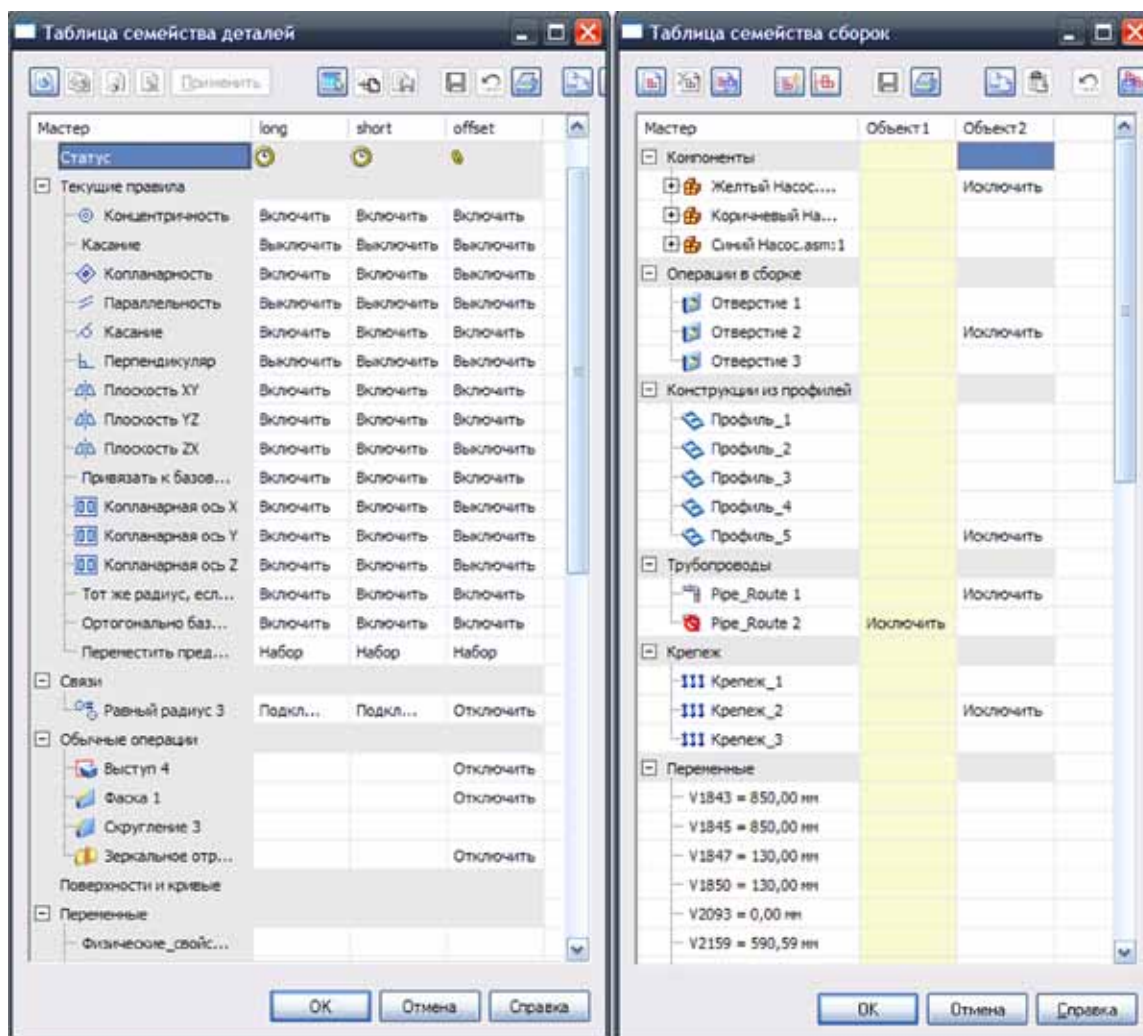 Таблица семейства деталей
Применить
Мастер long short offset
Статус
Текущие правила
Концентричность Включить Включить Включить
Касание Выключить Выключить Выключить
Копланарность Включить Включить Выключить
Параллельность Выключить Выключить Выключить
Касание Включить Включить Включить
Перпендикуляр Выключить Выключить Выключить
Плоскость XY Включить Включить Включить
Плоскость YZ Включить Включить Включить
Плоскость ZX Включить Включить Выключить
Привязать к базов... Включить Включить Включить
Копланарная ось X Включить Включить Выключить
Копланарная ось Y Включить Включить Выключить
Копланарная ось Z Включить Включить Выключить
Тот же радиус, есл... Включить Включить Включить
Ортогонально баз... Включить Включить Включить
Переместить пред... Набор Набор Набор
Связи
Равный радиус 3 Подкл... Подкл... Отключить
Обычные операции
Выступ 4 Отключить
Фаска 1 Отключить
Скругление 3
Зеркальное отр... Отключить
Поверхности и кривые
Переменные
Физические_свойс...
OK Отмена Справка
Таблица семейства сборок
Мастер Объект1 Объект2
Компоненты
Желтый Насос.... Исключить
Коричневый На...
Синий Насос.asm:1
Операции в сборке
Отверстие 1
Отверстие 2 Исключить
Отверстие 3
Конструкции из профилей
Профиль_1
Профиль_2
Профиль_3
Профиль_4
Профиль_5 Исключить
Трубопроводы
Pipe_Route 1 Исключить
Pipe_Route 2 Исключить
Крепеж
Крепеж_1
Крепеж_2 Исключить
Крепеж_3
Переменные
V1843 = 850,00 мм
V1845 = 850,00 мм
V1847 = 130,00 мм
V1850 = 130,00 мм
V2093 = 0,00 мм
V2159 = 590,59 мм
OK Отмена Справка